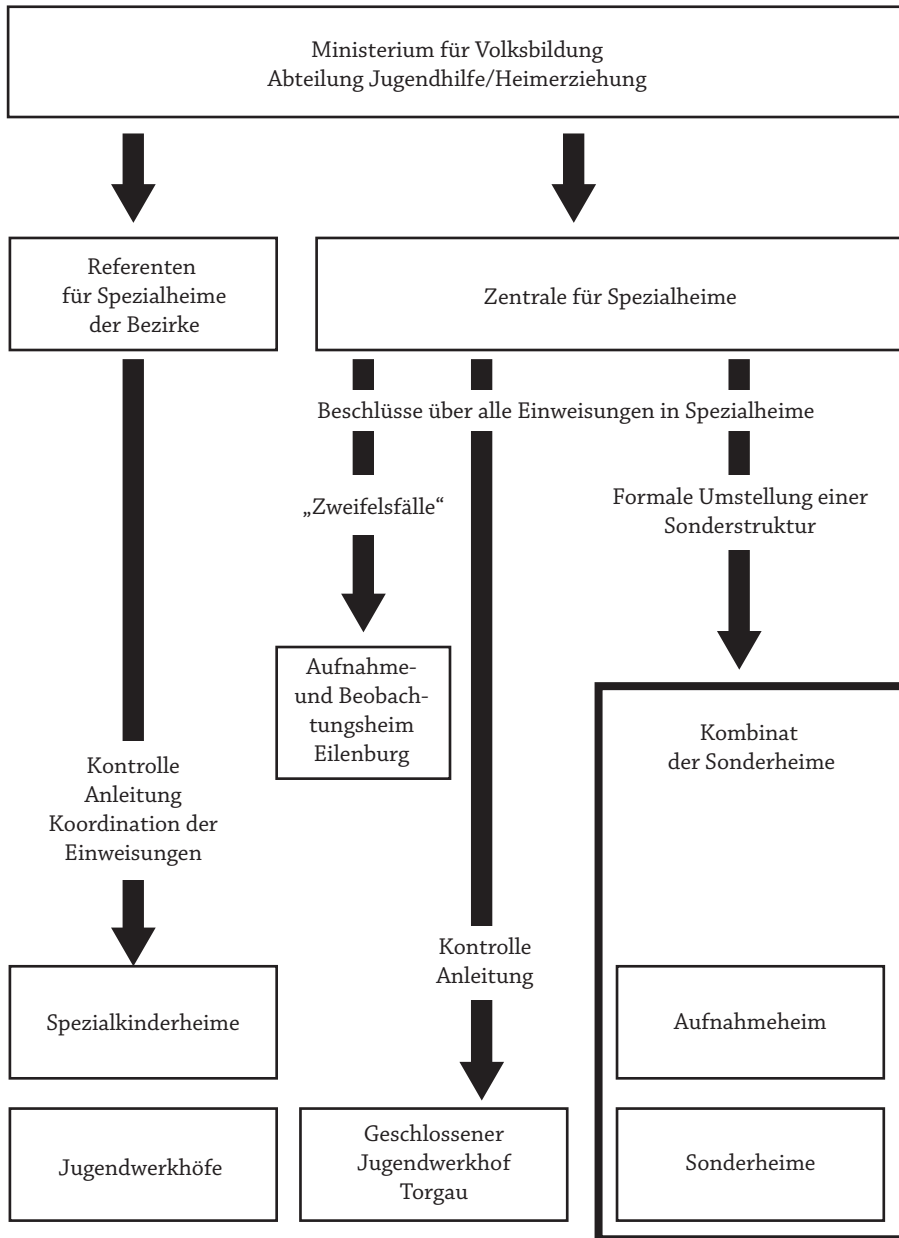 Ministerium für Volksbildung
Abteilung Jugendhilfe/Heimerziehung
Referenten
für Spezialheime
der Bezirke
Zentrale für Spezialheime
Beschlüsse über alle Einweisungen in Spezialheime
„Zweifelsfälle“
Formale Umstellung einer
Sonderstruktur
Aufnahme-
und Beobach-
tungsheim
Eilenburg
Kombinat
der Sonderheime
Kontrolle
Anleitung
Koordination der
Einweisungen
Kontrolle
Anleitung
Spezialkinderheime
Aufnahmeheim
Jugendwerkhöfe
Geschlossener
Jugendwerkhof
Torgau
Sonderheime